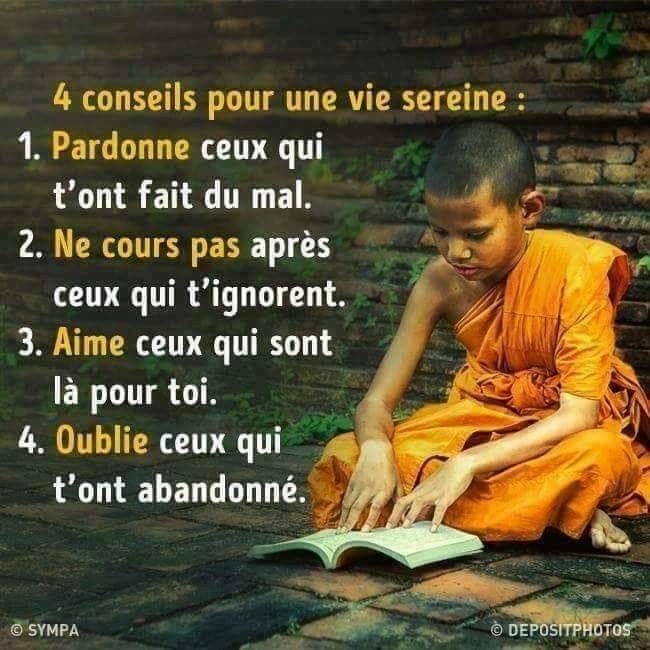 4 conseils pour une vie sereine :
1. Pardonne ceux qui
t'ont fait du mal.
2. Ne cours pas après
ceux qui t'ignorent.
3. Aime ceux qui sont
là pour toi.
4. Oublie ceux qui
t'ont abandonné.
© SYMPA
© DEPOSITPHOTOS